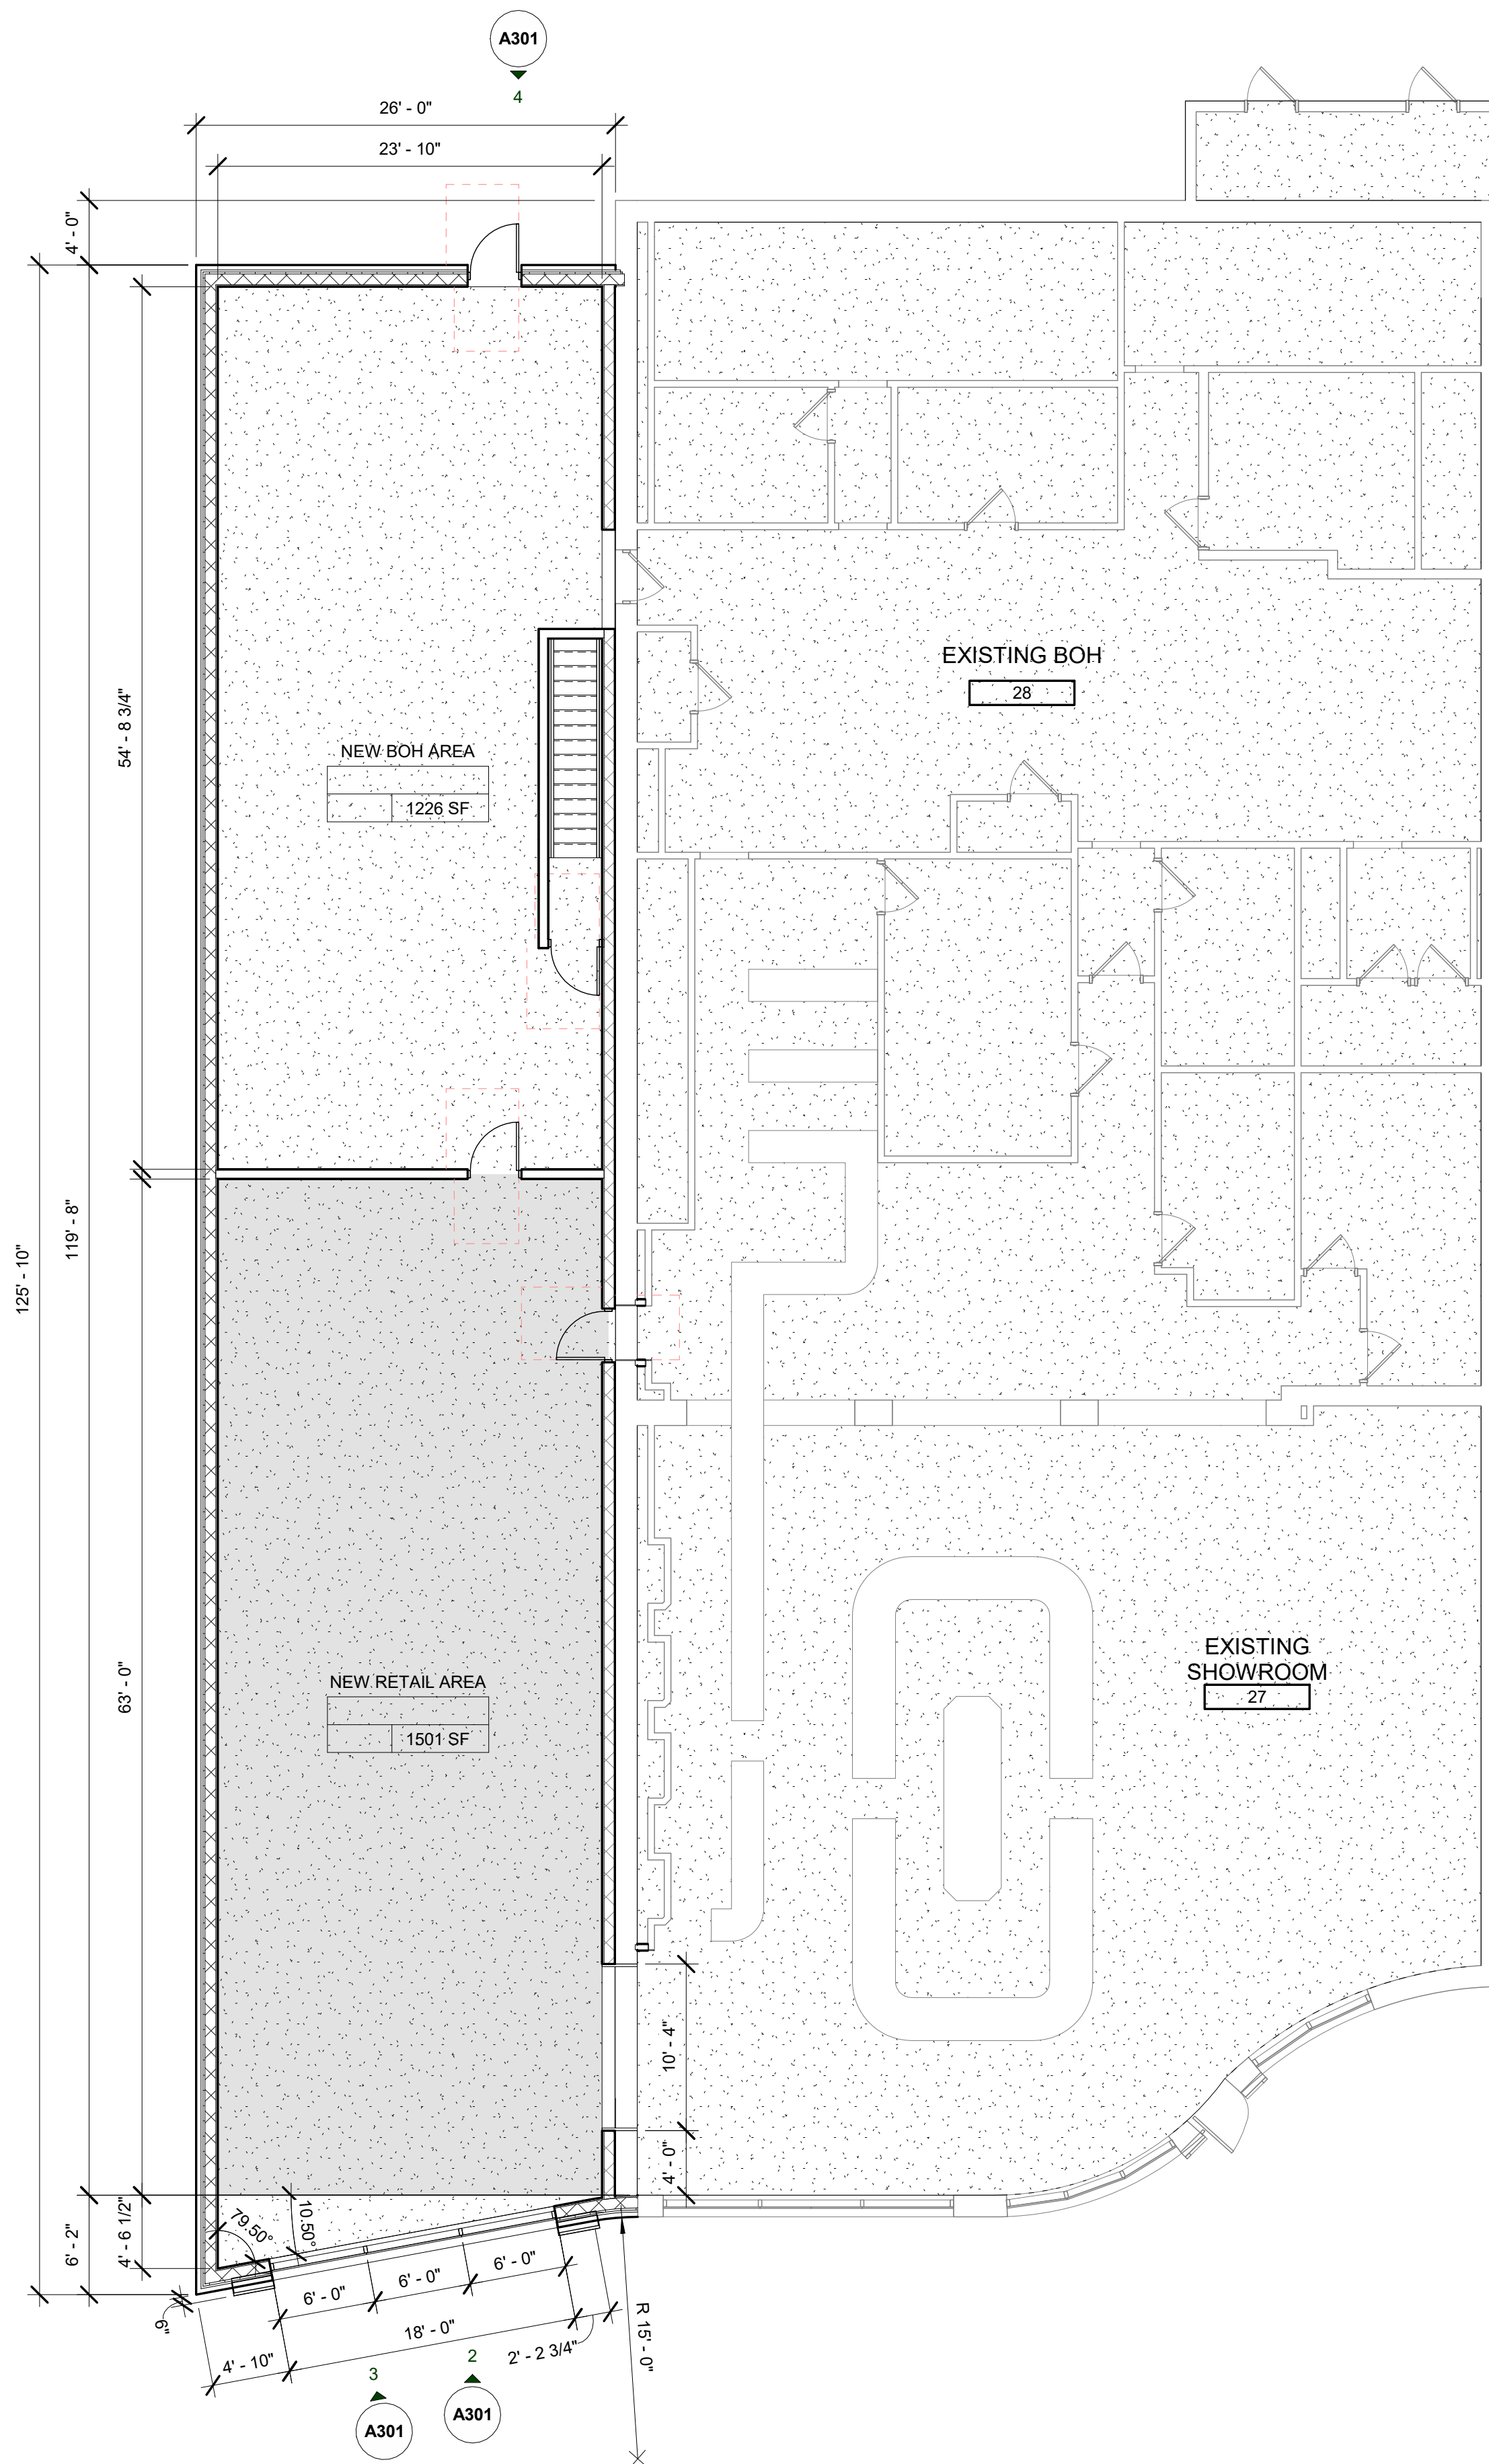 A301
4
26' - 0"
23' - 10"
4' - 0"
EXISTING BOH
28
54' - 8 3/4"
NEW BOH AREA
1226 SF
119' - 8"
125' - 10"
EXISTING
SHOWROOM
27
63' - 0"
NEW RETAIL AREA
1501 SF
10' - 4"
4' - 0"
6' - 2"
4' - 6 1/2"
79.50°
10.50°
6' - 0"
6' - 0"
6' - 0"
6"
18' - 0"
4' - 10"
2' - 2 3/4"
R 15' - 0"
3
2
A301
A301